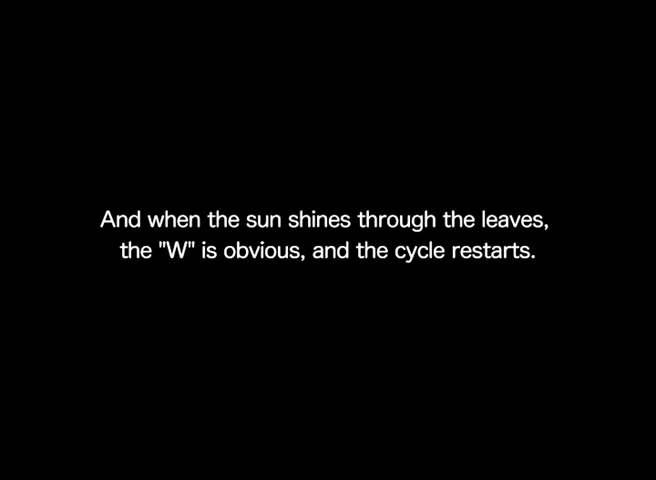 And when the sun shines through the leaves,
the "W" is obvious, and the cycle restarts.